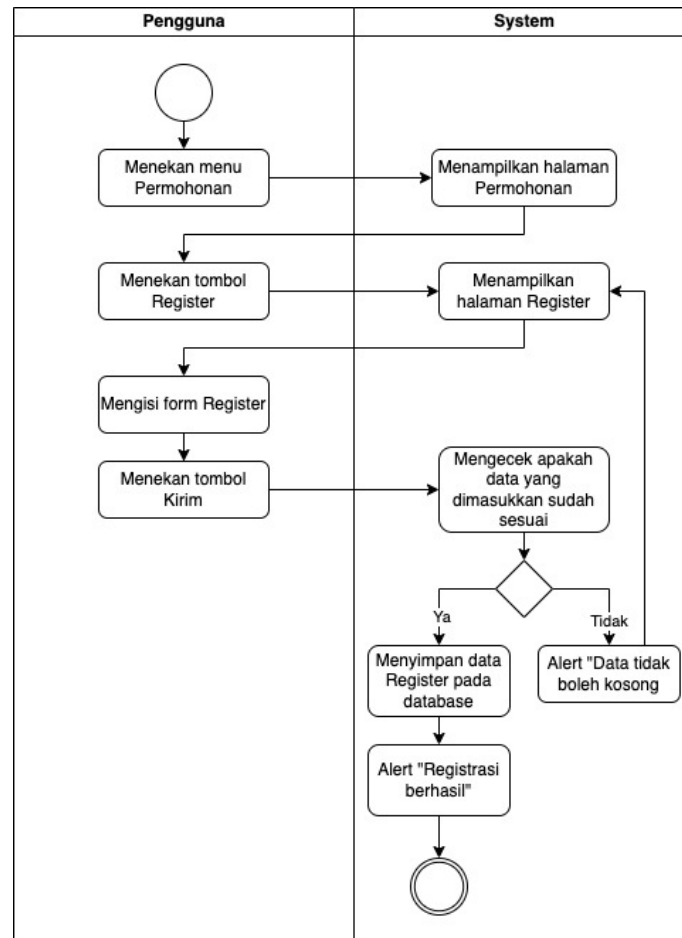 Pengguna
System
Menekan menu
Permohonan
Menampilkan halaman
Permohonan
Menekan tombol
Register
Menampilkan
halaman Register
Mengisi form Register
Menekan tombol
Kirim
Mengecek apakah
data yang
dimasukkan sudah
sesuai
Ya
Tidak
Menyimpan data
Register pada
database
Alert "Data tidak
boleh kosong
Alert "Registrasi
berhasil"